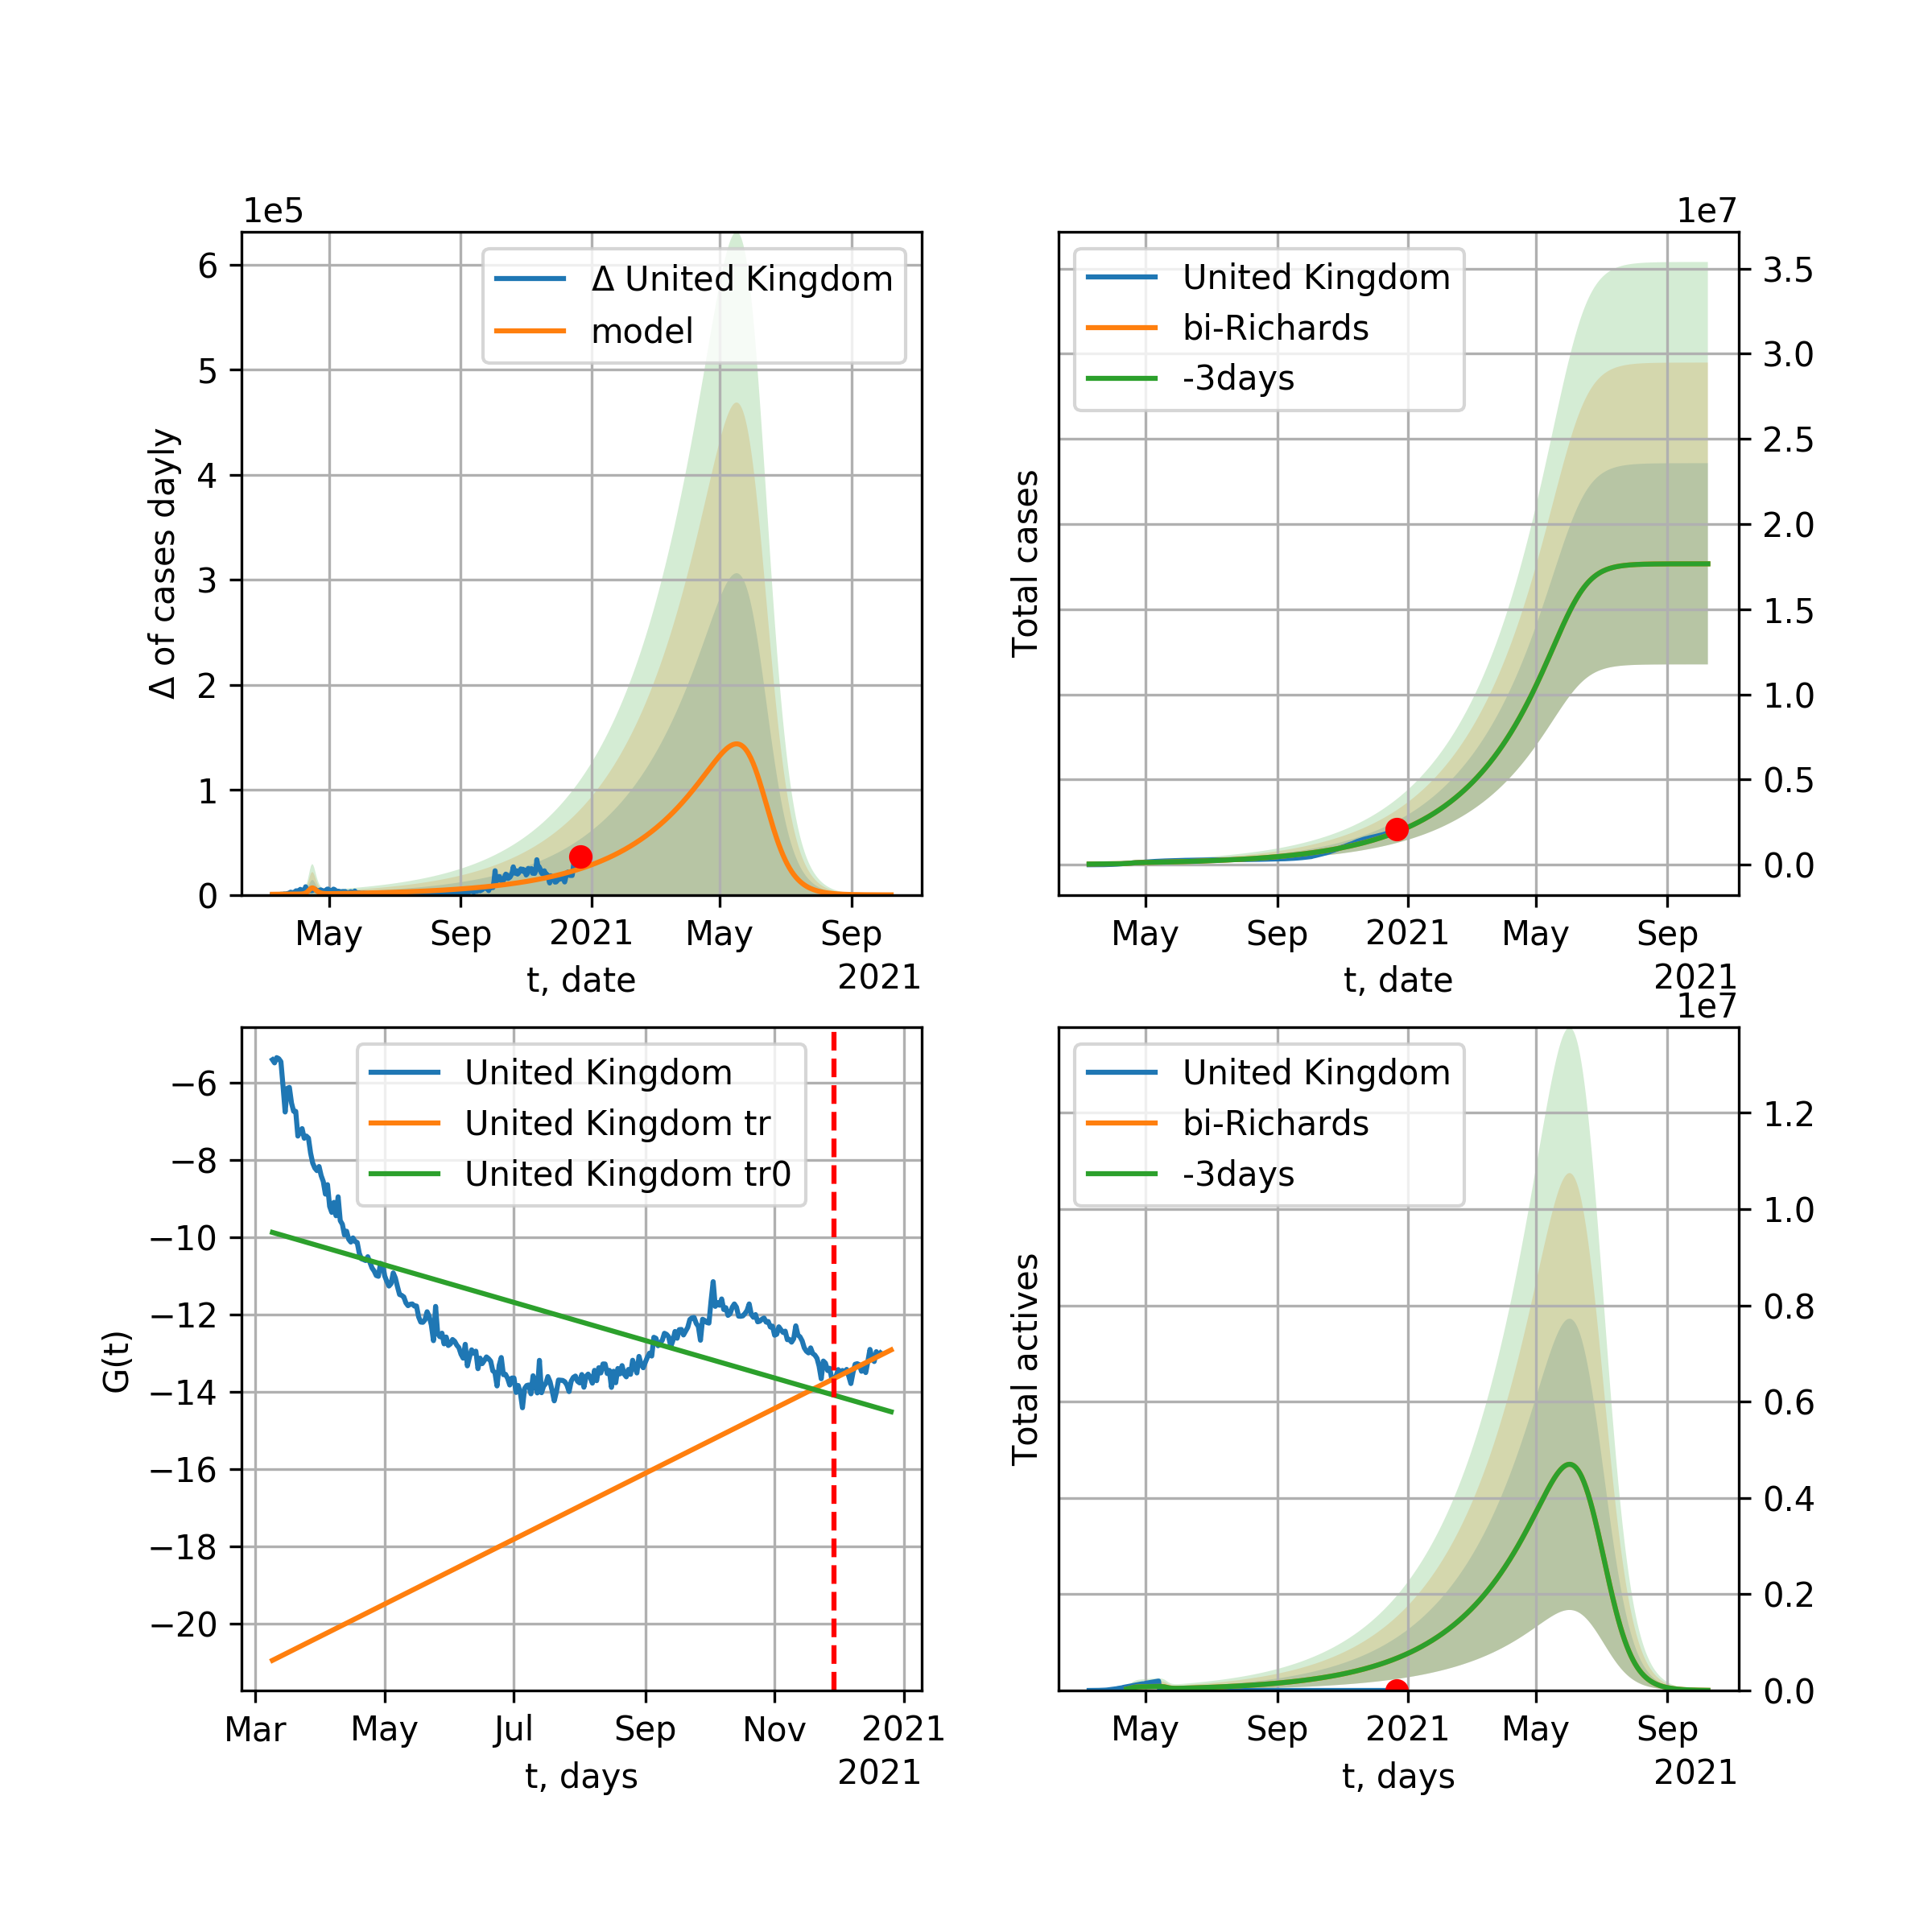 1e5
Δ of cases dayly
6
5
4
3
2
1
0
Δ United Kingdom
model
May Sep 2021 May Sep
t, date
2021
1e7
Total cases
United Kingdom
bi-Richards
-3days
3.5
3.0
2.5
2.0
1.5
1.0
0.5
0.0
May Sep 2021 May Sep
t, date
2021
G(t)
−6
−8
−10
−12
−14
−16
−18
−20
United Kingdom
United Kingdom tr
United Kingdom tr0
Mar May Jul Sep Nov 2021
t, days
2021
1e7
Total actives
United Kingdom
bi-Richards
-3days
1.2
1.0
0.8
0.6
0.4
0.2
0.0
May Sep 2021 May Sep
t, days
2021